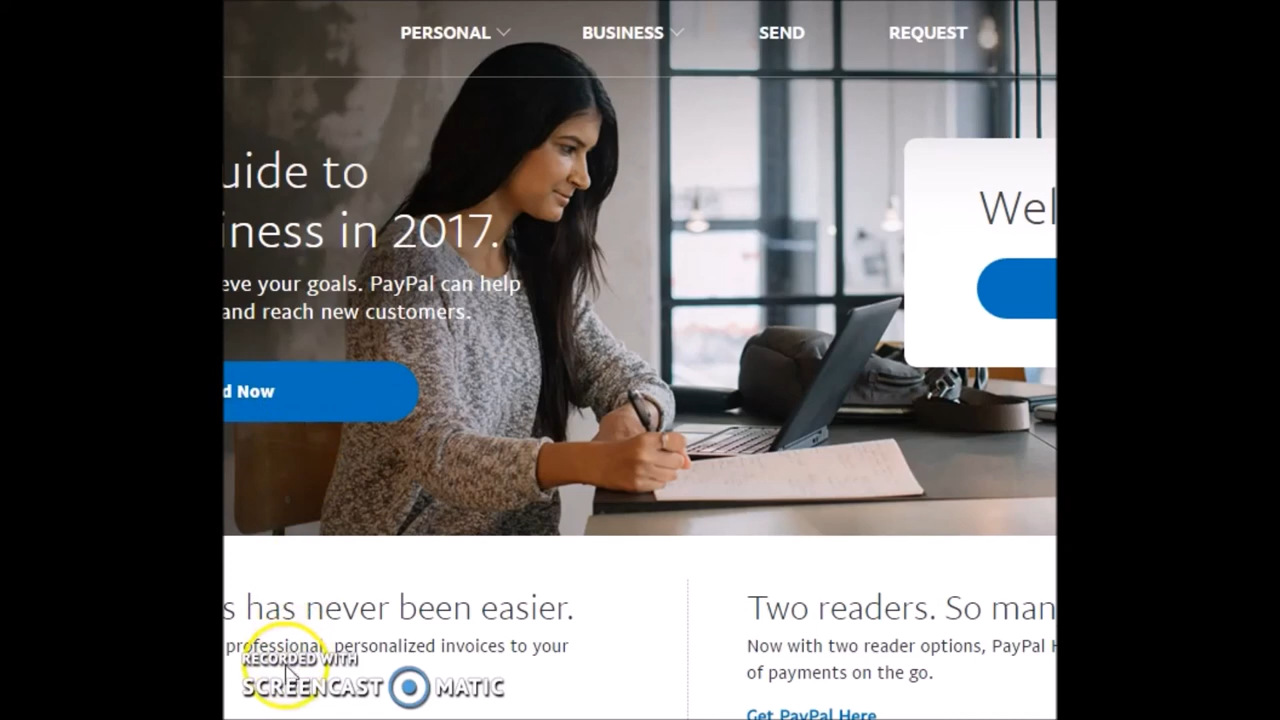 PERSONAL
BUSINESS
SEND
REQUEST
uide to
iness in 2017.
eve your goals. PayPal can help
and reach new customers.
d Now
Wel
s has never been easier.
professional, personalized invoices to your
Two readers. So man
Now with two reader options, PayPal H
of payments on the go.
Get PayPal Here
RECORDED WITH
SCREENCAST MATIC